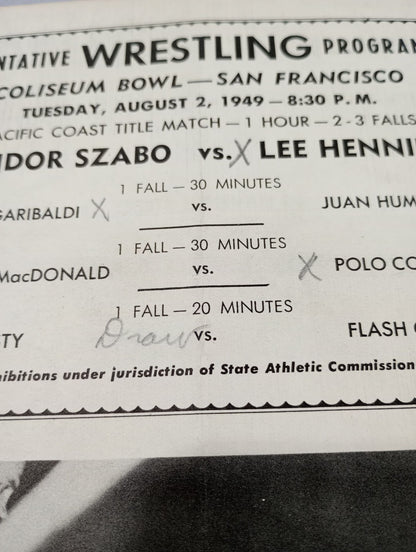 NTATIVE WRESTLING PROGRAM
COLISEUM BOWL — SAN FRANCISCO
TUESDAY, AUGUST 2, 1949 — 8:30 P. M.
ACIFIC COAST TITLE MATCH — 1 HOUR — 2 - 3 FALLS
IDOR SZABO vs. X LEE HENNI
1 FALL — 30 MINUTES
GARIBALDI X vs. JUAN HUM
1 FALL — 30 MINUTES
MacDONALD vs. X POLO CO
1 FALL — 20 MINUTES
TY Draw vs. FLASH
ibitions under jurisdiction of State Athletic Commission